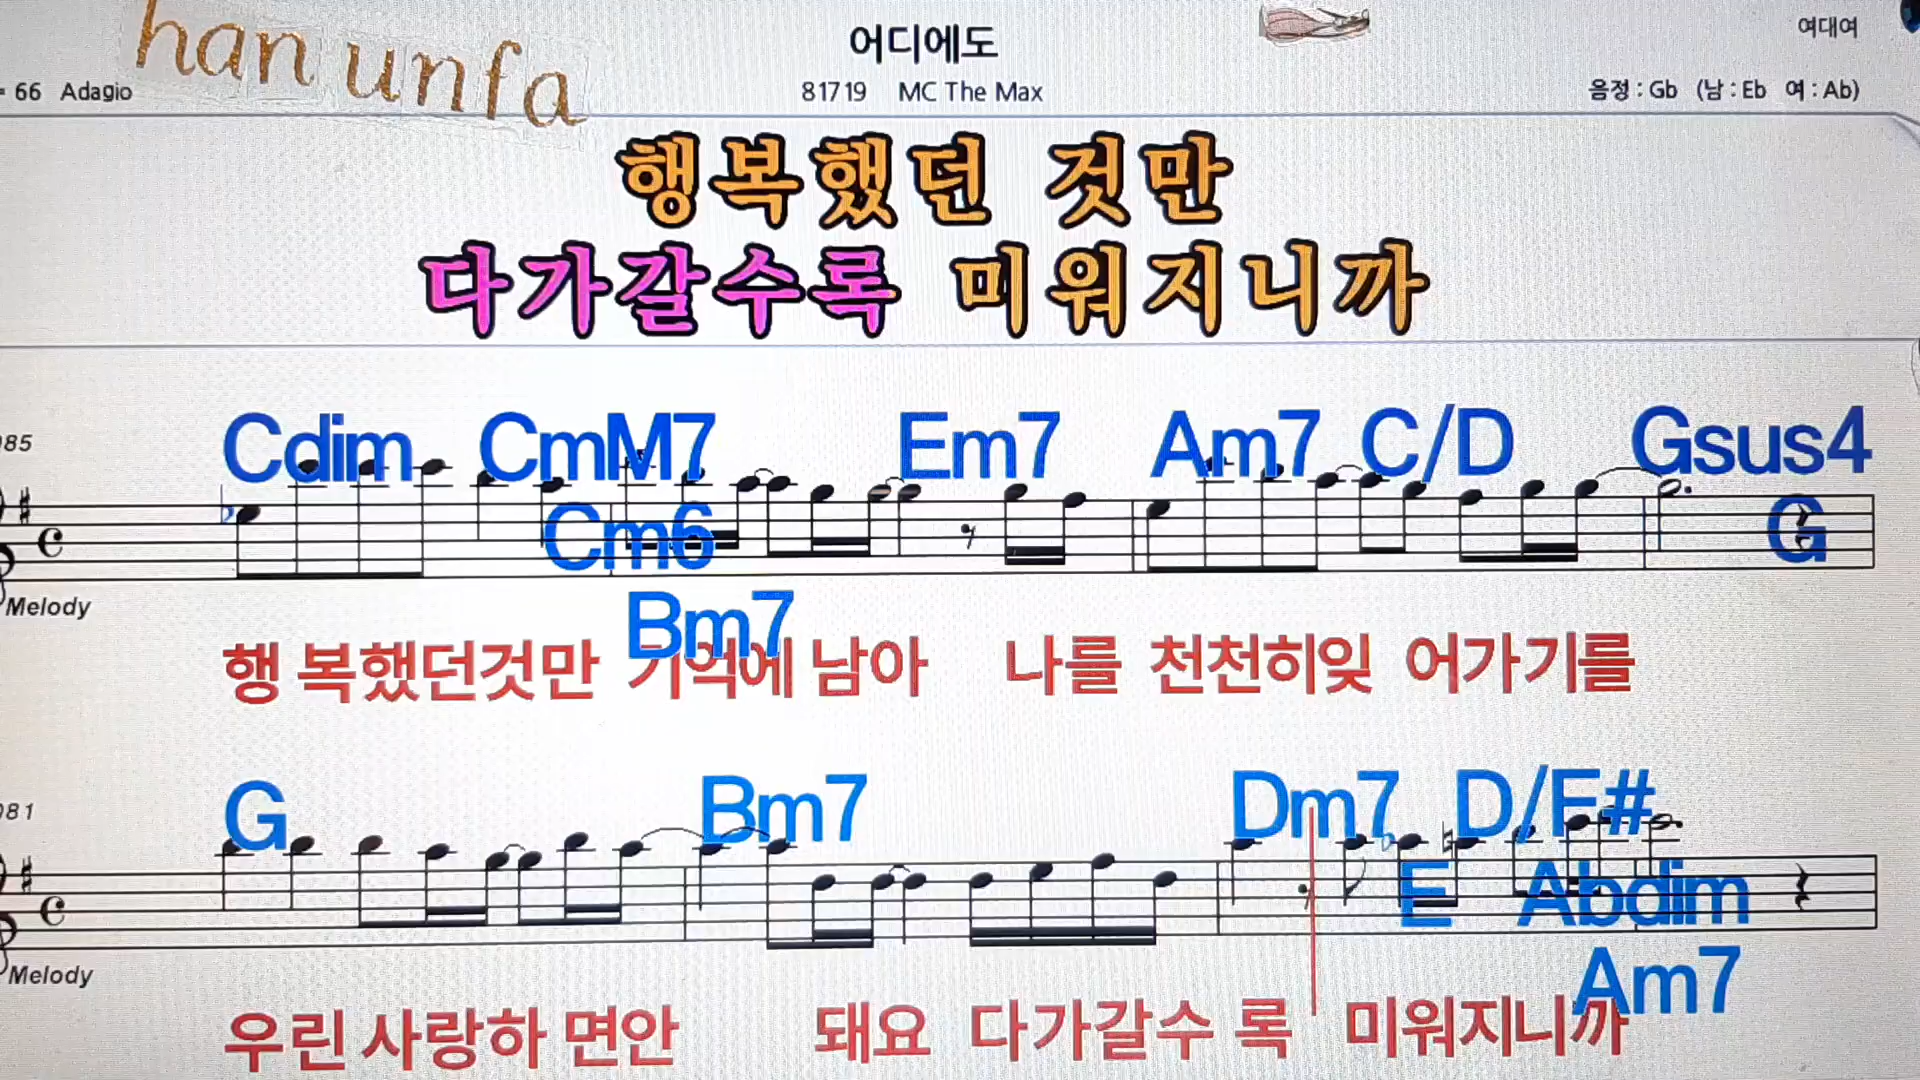 han unfa
어디에도
여대여
= 66 Adagio
81719 MC The Max
음정 : Gb (남 : Eb 여 : Ab)
행복했던 것만
다가갈수록 미워지니까
Cdim CmM7 Em7 Am7 C/D Gsus4
985
Cm6 G
Melody
Bm7
행 복했던것만 기억에 남아 나를 천천히잊 어가기를
G Bm7 Dm7 D/F#
981
E Abdim
Melody
Am7
우린 사랑하 면안 돼요 다가갈수 록 미워지니까